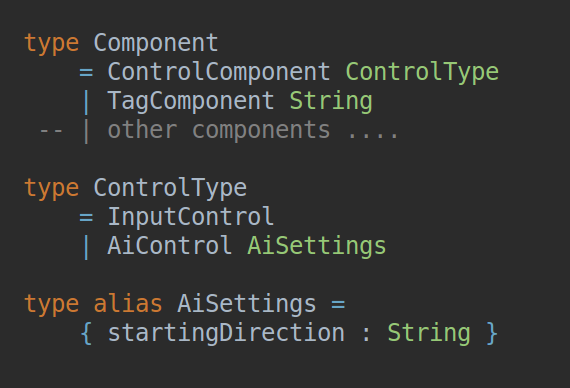 type Component
    = ControlComponent ControlType
    | TagComponent String
 -- | other components ....
type ControlType
    = InputControl
    | AiControl AiSettings
type alias AiSettings =
    { startingDirection : String }